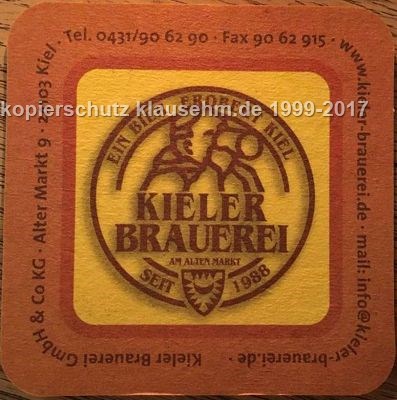 Tel. 0431/90 62 90 · Fax 90 62 915 · www.kieler-brauerei.de · mail: info@kieler-brauerei.de ·
Kieler Brauerei GmbH & Co KG · Alter Markt 9 · 24103 Kiel ·
kopierschutz klausehm.de 1999-2017
EIN BIER KIEL
KIELER
BRAUEREI
AM ALTEN MARKT
SEIT 1988